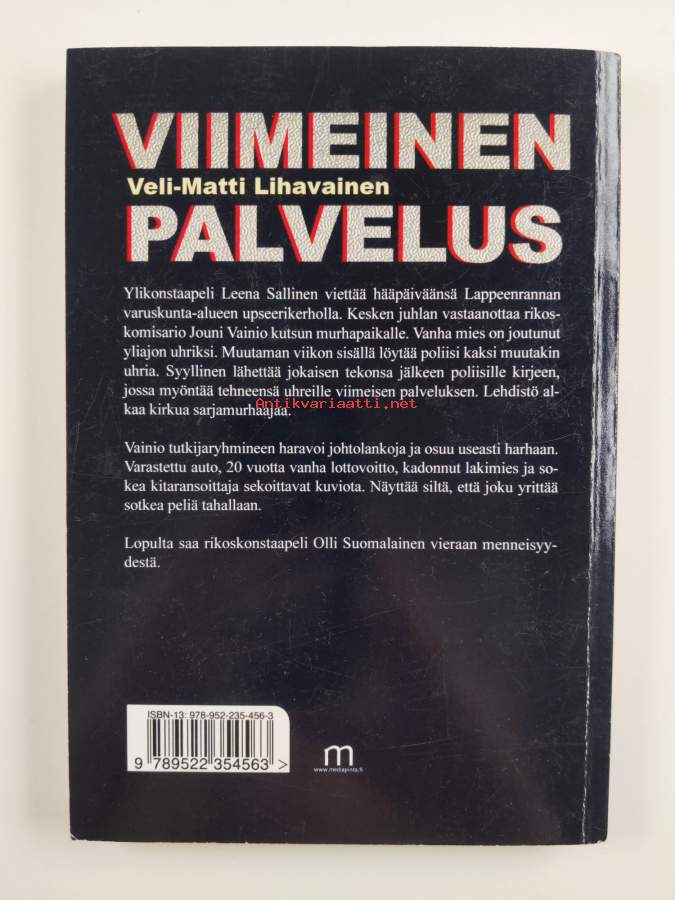 VIIMEINEN
Veli-Matti Lihavainen
PALVELUS
Ylikonstaapeli Leena Sallinen viettää hääpäiväänsä Lappeenrannan
varuskunta-alueen upseerikerholla. Kesken juhlan vastaanottaa rikos-
komisario Jouni Vainio kutsun murhapaikalle. Vanha mies on joutunut
yliajon uhriksi. Muutaman viikon sisällä löytää poliisi kaksi muutakin
uhria. Syyllinen lähettää jokaisen tekonsa jälkeen poliisille kirjeen,
jossa myöntää tehneensä uhreille viimeisen palveluksen. Lehdistö al-
kaa kirkua sarjamurhaajaa.
Antikvariaatti.net
Vainio tutkijaryhmineen haravoi johtolankoja ja osuu useasti harhaan.
Varastettu auto, 20 vuotta vanha lottovoitto, kadonnut lakimies ja so-
kea kitaransoittaja sekoittavat kuviota. Näyttää siltä, että joku yrittää
sotkea peliä tahallaan.
Lopulta saa rikoskonstaapeli Olli Suomalainen vieraan menneisyy-
destä.
ISBN-13: 978-952-235-456-3
9 789522 354563 >
m
www.mediapinta.fi